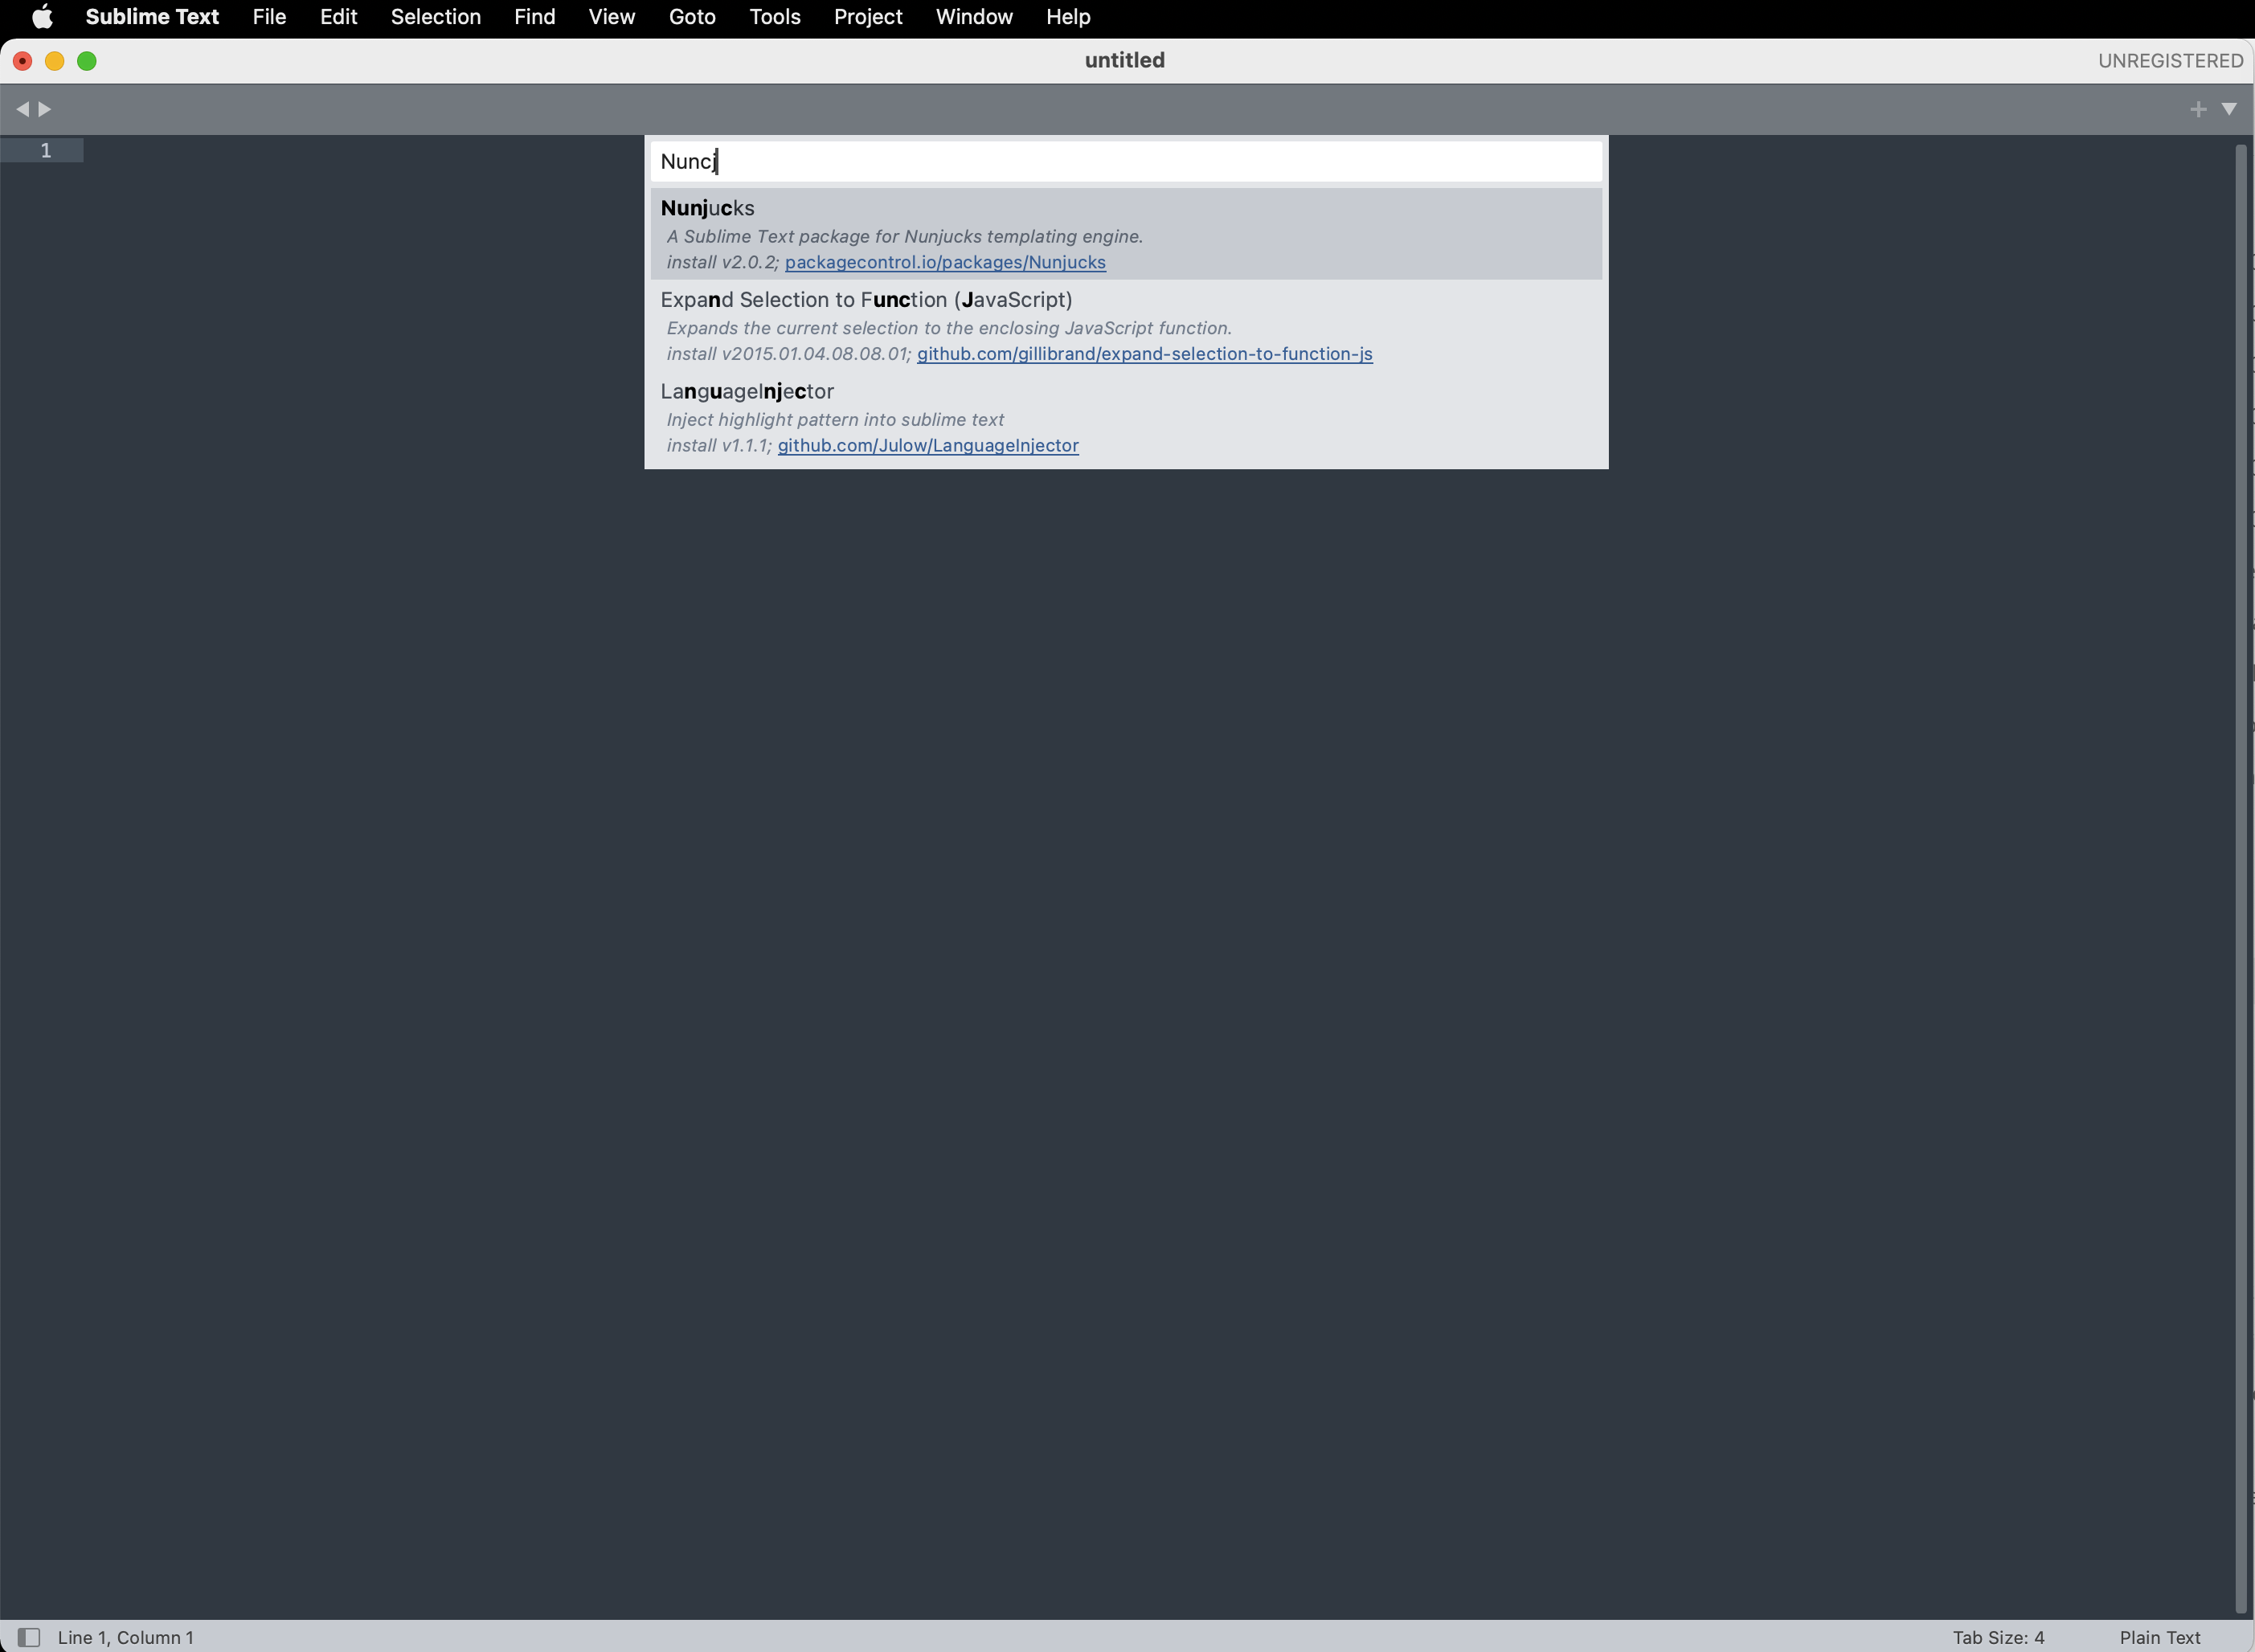 Sublime Text File Edit Selection Find View Goto Tools Project Window Help
untitled UNREGISTERED
1
Nuncj
Nunjucks
A Sublime Text package for Nunjucks templating engine.
install v2.0.2; packagecontrol.io/packages/Nunjucks
Expand Selection to Function (JavaScript)
Expands the current selection to the enclosing JavaScript function.
install v2015.01.04.08.08.01; github.com/gillibrand/expand-selection-to-function-js
LanguageInjector
Inject highlight pattern into sublime text
install v1.1.1; github.com/Julow/LanguageInjector
Line 1, Column 1 Tab Size: 4 Plain Text